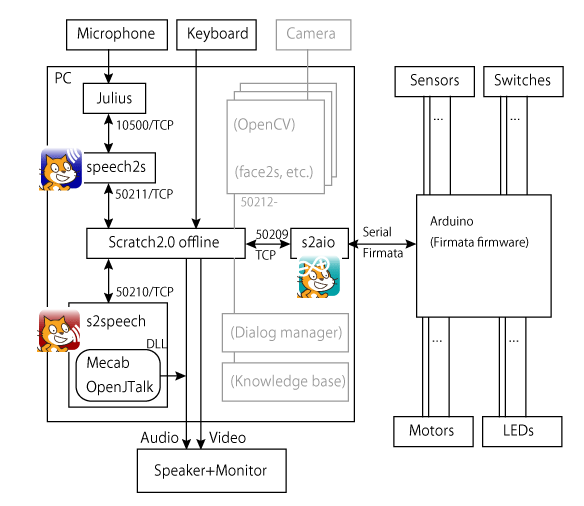 Microphone
Keyboard
Camera
Sensors
Switches
PC
Julius
(OpenCV)
...
...
10500/TCP
speech2s
(face2s, etc.)
50211/TCP
50212-
Arduino
(Firmata firmware)
Scratch2.0 offline
50209
TCP
s2aio
Serial
Firmata
50210/TCP
s2speech
DLL
(Dialog manager)
...
...
Mecab
OpenJTalk
(Knowledge base)
Audio
Video
Motors
LEDs
Speaker+Monitor